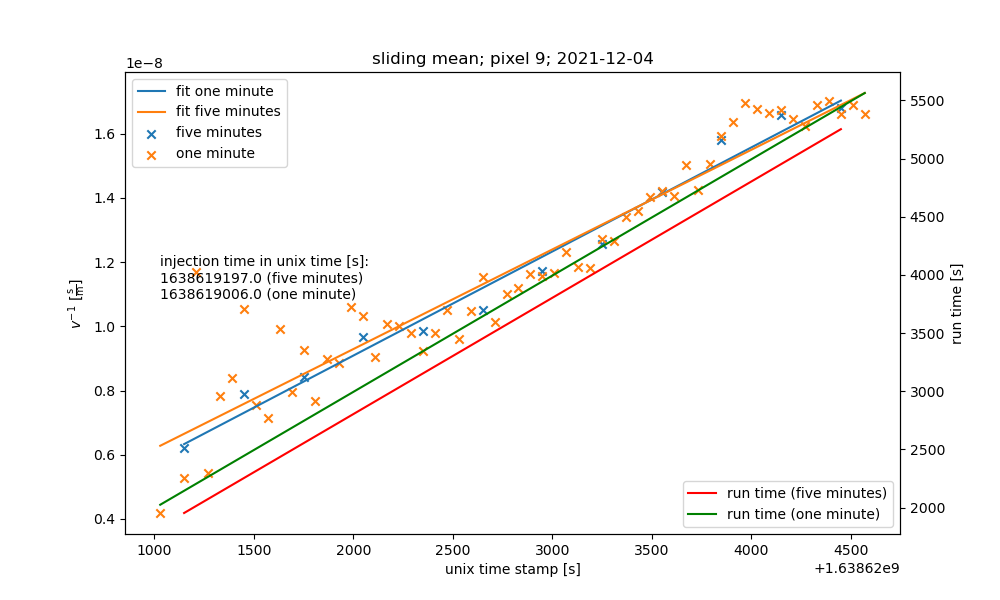 sliding mean; pixel 9; 2021-12-04
1e−8
fit one minute
fit five minutes
five minutes
one minute
injection time in unix time [s]:
1638619197.0 (five minutes)
1638619006.0 (one minute)
1.6
1.4
1.2
1.0
0.8
0.6
0.4
v⁻¹ [s/m]
5500
5000
4500
4000
3500
3000
2500
2000
run time [s]
run time (five minutes)
run time (one minute)
1000 1500 2000 2500 3000 3500 4000 4500
unix time stamp [s]
+1.63862e9